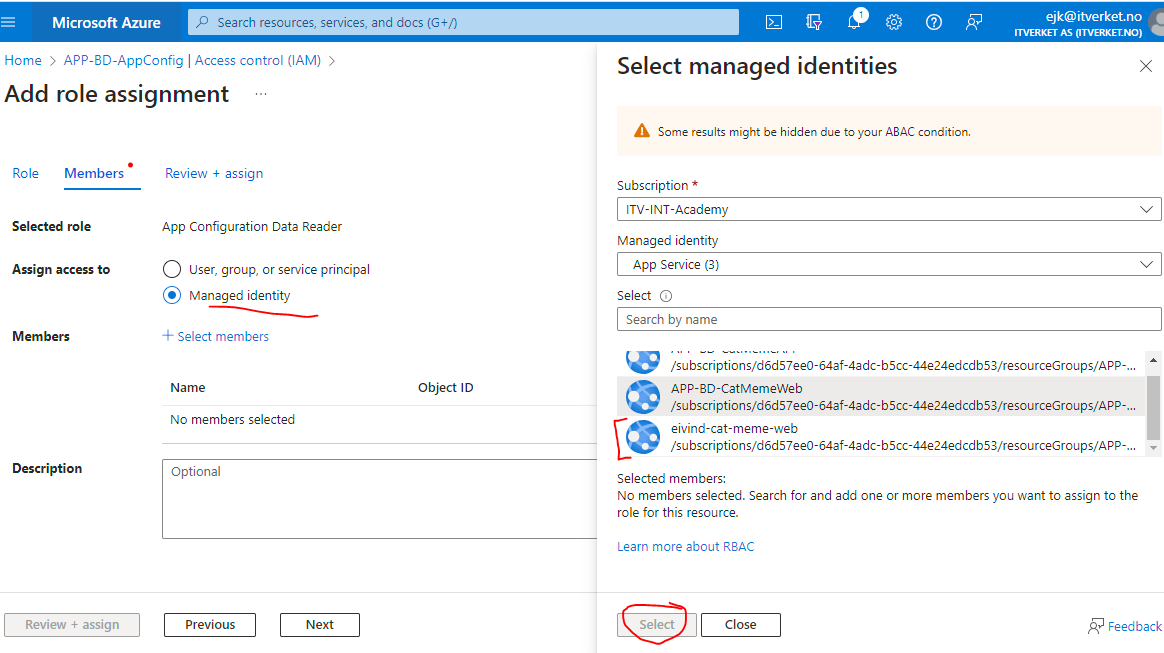 Microsoft Azure
Search resources, services, and docs (G+/)
1
ejk@itverket.no
ITVERKET AS (ITVERKET.NO)
Home > APP-BD-AppConfig | Access control (IAM) >
Add role assignment ...
Role Members Review + assign
Selected role App Configuration Data Reader
Assign access to User, group, or service principal
Managed identity
Members + Select members
Name Object ID
No members selected
Description Optional
Review + assign Previous Next
Select managed identities
Some results might be hidden due to your ABAC condition.
Subscription *
ITV-INT-Academy
Managed identity
App Service (3)
Select
Search by name
APP-BD-CatMemeAPI
/subscriptions/d6d57ee0-64af-4adc-b5cc-44e24edcdb53/resourceGroups/APP-...
APP-BD-CatMemeWeb
/subscriptions/d6d57ee0-64af-4adc-b5cc-44e24edcdb53/resourceGroups/APP-...
eivind-cat-meme-web
/subscriptions/d6d57ee0-64af-4adc-b5cc-44e24edcdb53/resourceGroups/APP-...
Selected members:
No members selected. Search for and add one or more members you want to assign to the
role for this resource.
Learn more about RBAC
Select Close
Feedback